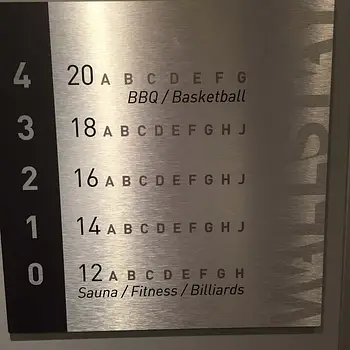 4 20 A B C D E F G
BBQ / Basketball
3 18 A B C D E F G H J
2 16 A B C D E F G H J
1 14 A B C D E F G H J
0 12 A B C D E F G H
Sauna / Fitness / Billiards